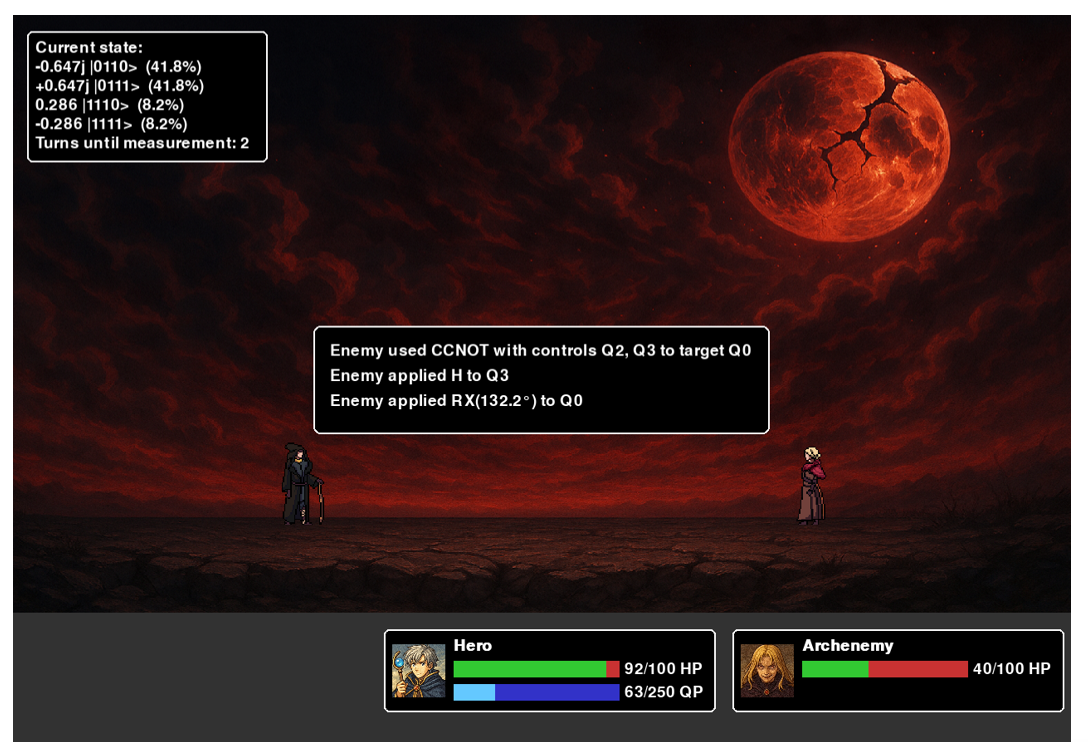 Current state:
-0.647j |0110>  (41.8%)
+0.647j |0111>  (41.8%)
0.286 |1110>  (8.2%)
-0.286 |1111>  (8.2%)
Turns until measurement: 2
Enemy used CCNOT with controls Q2, Q3 to target Q0
Enemy applied H to Q3
Enemy applied RX(132.2°) to Q0
Hero
92/100 HP
63/250 QP
Archenemy
40/100 HP